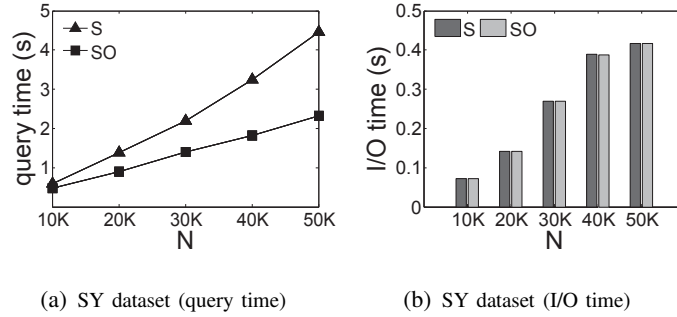 S
SO
query time (s)
5
4
3
2
1
10K 20K 30K 40K 50K
N
(a) SY dataset (query time)
S SO
I/O time (s)
0.5
0.4
0.3
0.2
0.1
0
10K 20K 30K 40K 50K
N
(b) SY dataset (I/O time)